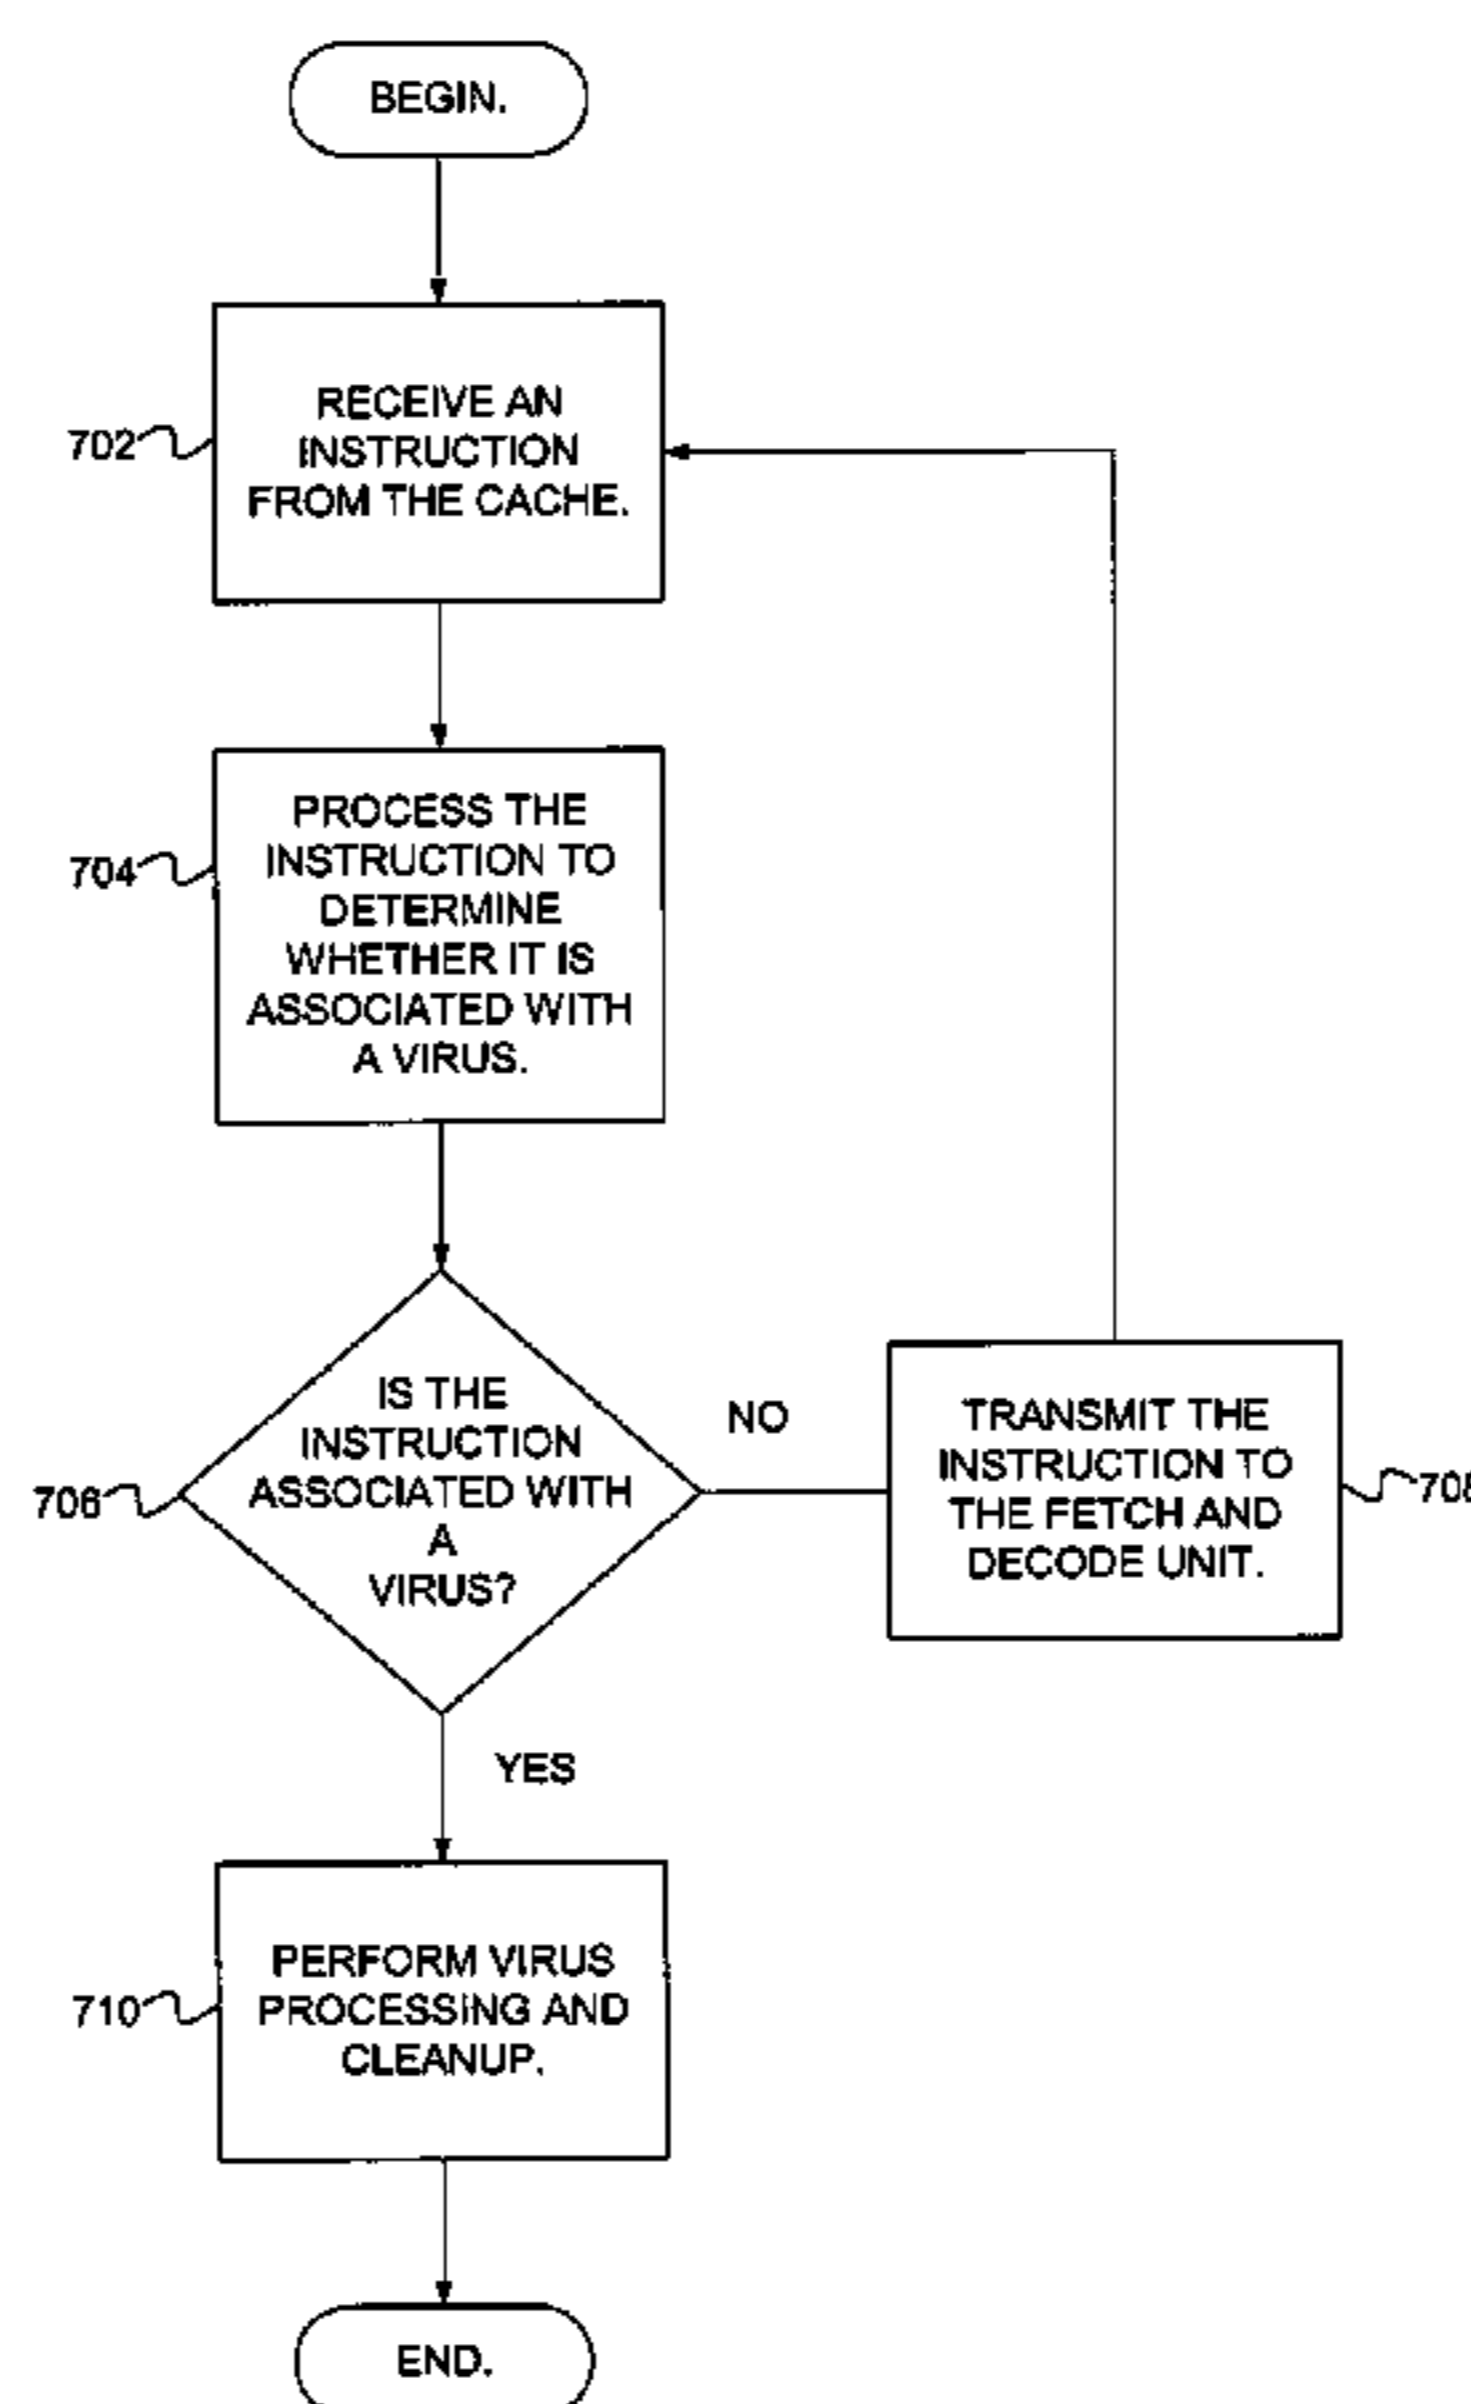 BEGIN.
RECEIVE AN
INSTRUCTION
FROM THE CACHE.
702
PROCESS THE
INSTRUCTION TO
DETERMINE
WHETHER IT IS
ASSOCIATED WITH
A VIRUS.
704
IS THE
INSTRUCTION
ASSOCIATED WITH
A
VIRUS?
706
NO
TRANSMIT THE
INSTRUCTION TO
THE FETCH AND
DECODE UNIT.
708
YES
PERFORM VIRUS
PROCESSING AND
CLEANUP.
710
END.